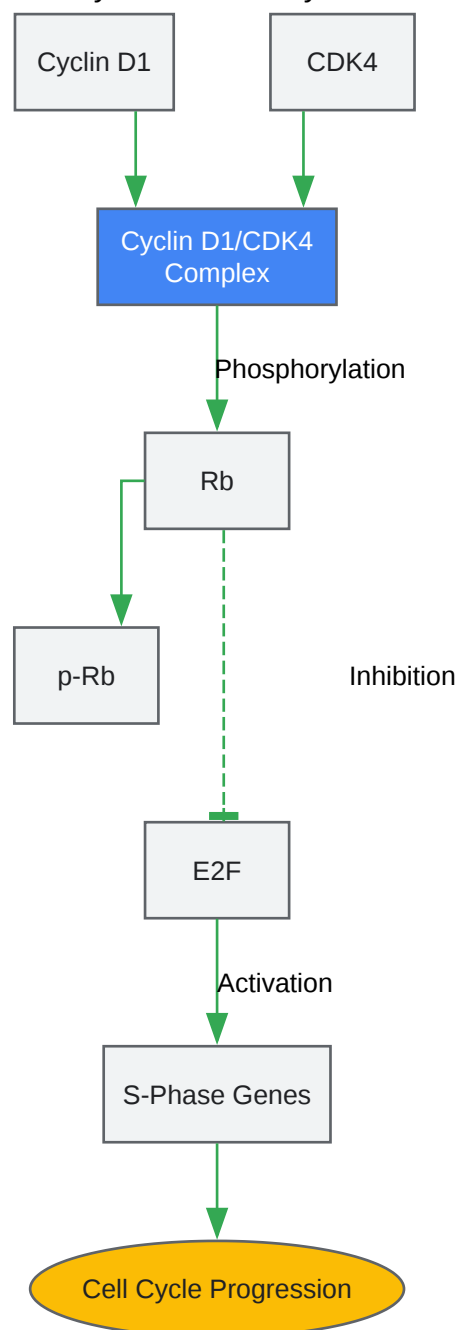 Cyclin D1
CDK4
Cyclin D1/CDK4
Complex
Phosphorylation
Rb
p-Rb
Inhibition
E2F
Activation
S-Phase Genes
Cell Cycle Progression